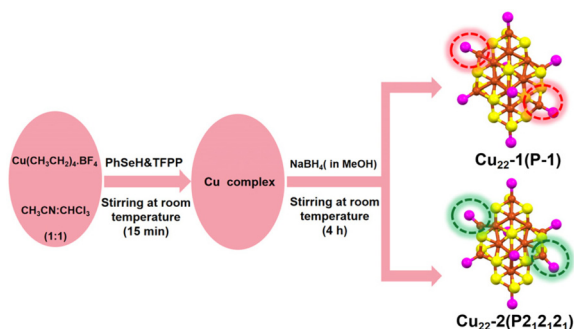 Cu(CH₃CH₂)₄.BF₄
CH₃CN:CHCl₃
(1:1)
PhSeH&TFPP
Stirring at room
temperature
(15 min)
Cu complex
NaBH₄( in MeOH)
Stirring at room
temperature
(4 h)
Cu₂₂-1(P-1)
Cu₂₂-2(P2₁2₁2₁)